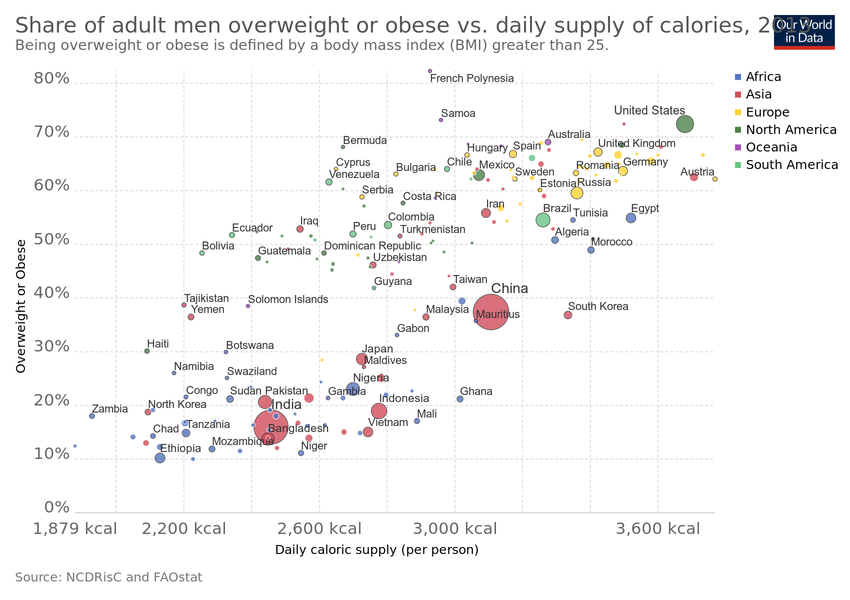 Share of adult men overweight or obese vs. daily supply of calories,
Our World
in Data
Being overweight or obese is defined by a body mass index (BMI) greater than 25.
Africa
Asia
Europe
North America
Oceania
South America
Overweight or Obese
80%
70%
60%
50%
40%
30%
20%
10%
0%
French Polynesia
Samoa
United States
Bermuda
Australia
United Kingdom
Hungary
Spain
Cyprus
Venezuela
Bulgaria
Chile
Mexico
Sweden
Romania
Germany
Austria
Estonia
Russia
Serbia
Costa Rica
Iran
Brazil
Tunisia
Egypt
Ecuador
Iraq
Peru
Colombia
Turkmenistan
Algeria
Morocco
Bolivia
Guatemala
Dominican Republic
Uzbekistan
Guyana
Taiwan
China
Tajikistan
Yemen
Solomon Islands
Malaysia
Mauritius
South Korea
Gabon
Haiti
Botswana
Japan
Maldives
Namibia
Swaziland
Nigeria
Congo
Sudan
Pakistan
Gambia
Indonesia
Ghana
Zambia
North Korea
India
Mali
Chad
Tanzania
Bangladesh
Vietnam
Ethiopia
Mozambique
Niger
1,879 kcal
2,200 kcal
2,600 kcal
3,000 kcal
3,600 kcal
Daily caloric supply (per person)
Source: NCDRisC and FAOstat